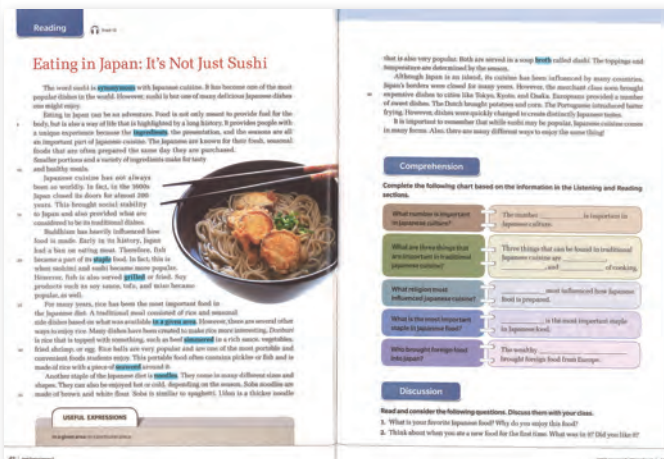 Reading
Eating in Japan: It's Not Just Sushi
The word sushi is synonymous with Japanese cuisine. It has become one of the most
popular dishes in the world. However, sushi is but one of many delicious Japanese dishes
one might enjoy.
Eating in Japan can be an adventure. Food is not only meant to provide fuel for the
body, but is also a way of life that is highlighted by a long history. It provides people with
a unique experience because the ingredients, the presentation, and the seasons are all
an important part of Japanese cuisine. The Japanese are known for their fresh, seasonal
foods that are often prepared the same day they are purchased.
Smaller portions and a variety of ingredients make for tasty
and healthy meals.
Japanese cuisine has not always
been so worldly. In fact, in the 1600s
Japan closed its doors for almost 200
years. This brought social stability
to Japan and also provided what are
considered to be its traditional dishes.
Buddhism has heavily influenced how
food is made. Early in its history, Japan
had a ban on eating meat. Therefore, fish
became a part of its staple food. In fact, this is
when sashimi and sushi became more popular.
However, fish is also served grilled or fried. Soy
products such as soy sauce, tofu, and miso became
popular, as well.
For many years, rice has been the most important food in
the Japanese diet. A traditional meal consisted of rice and seasonal
side dishes based on what was available in a given area. However, there are several other
ways to enjoy rice. Many dishes have been created to make rice more interesting. Donburi
is rice that is topped with something, such as beef simmered in a rich sauce, vegetables,
fried shrimp, or egg. Rice balls are very popular and are one of the most portable and
convenient foods students enjoy. This portable food often contains pickles or fish and is
made of rice with a piece of seaweed around it.
Another staple of the Japanese diet is noodles. They come in many different sizes and
shapes. They can also be enjoyed hot or cold, depending on the season. Soba noodles are
made of brown and white flour. Soba is similar to spaghetti. Udon is a thicker noodle
USEFUL EXPRESSIONS
in a given area
that is also very popular. Both are served in a soup broth called dashi. The toppings and
temperature are determined by the season.
Although Japan is an island, its cuisine has been influenced by many countries.
Japan's borders were closed for many years. However, the merchant class soon brought
expensive dishes to cities like Tokyo, Kyoto, and Osaka. Europeans provided a number
of sweet dishes. The Dutch brought potatoes and corn. The Portuguese introduced batter
frying. However, dishes were quickly changed to create distinctly Japanese tastes.
It is important to remember that while sushi may be popular, Japanese cuisine comes
in many forms. Also, there are many different ways to enjoy the same thing!
Comprehension
Complete the following chart based on the information in the Listening and Reading
sections.
What number is important
in Japanese culture?
The number ________ is important in
Japanese culture.
What are three things that
are important in traditional
Japanese cuisine?
Three things that can be found in traditional
Japanese cuisine are ________,
________, and ________ of cooking.
What religion most
influenced Japanese cuisine?
________ most influenced how Japanese
food is prepared.
What is the most important
staple in Japanese food?
________ is the most important staple
in Japanese food.
Who brought foreign food
into Japan?
The wealthy ________
brought foreign food from Europe.
Discussion
Read and consider the following questions. Discuss them with your class.
1. What is your favorite Japanese food? Why do you enjoy this food?
2. Think about when you ate a new food for the first time. What was it? Did you like it?